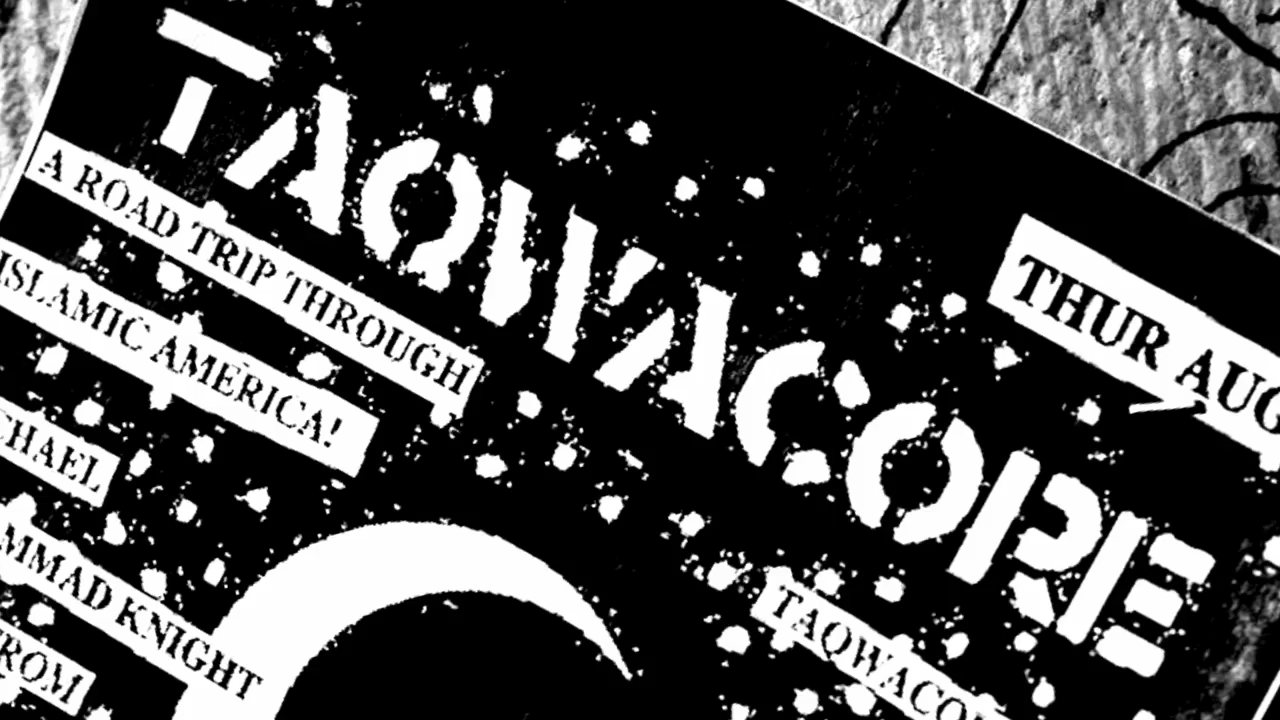 TAQWACORE
A ROAD TRIP THROUGH
ISLAMIC AMERICA!
THUR AUG
CHAEL
MMAD KNIGHT
ROM
TAQWACO